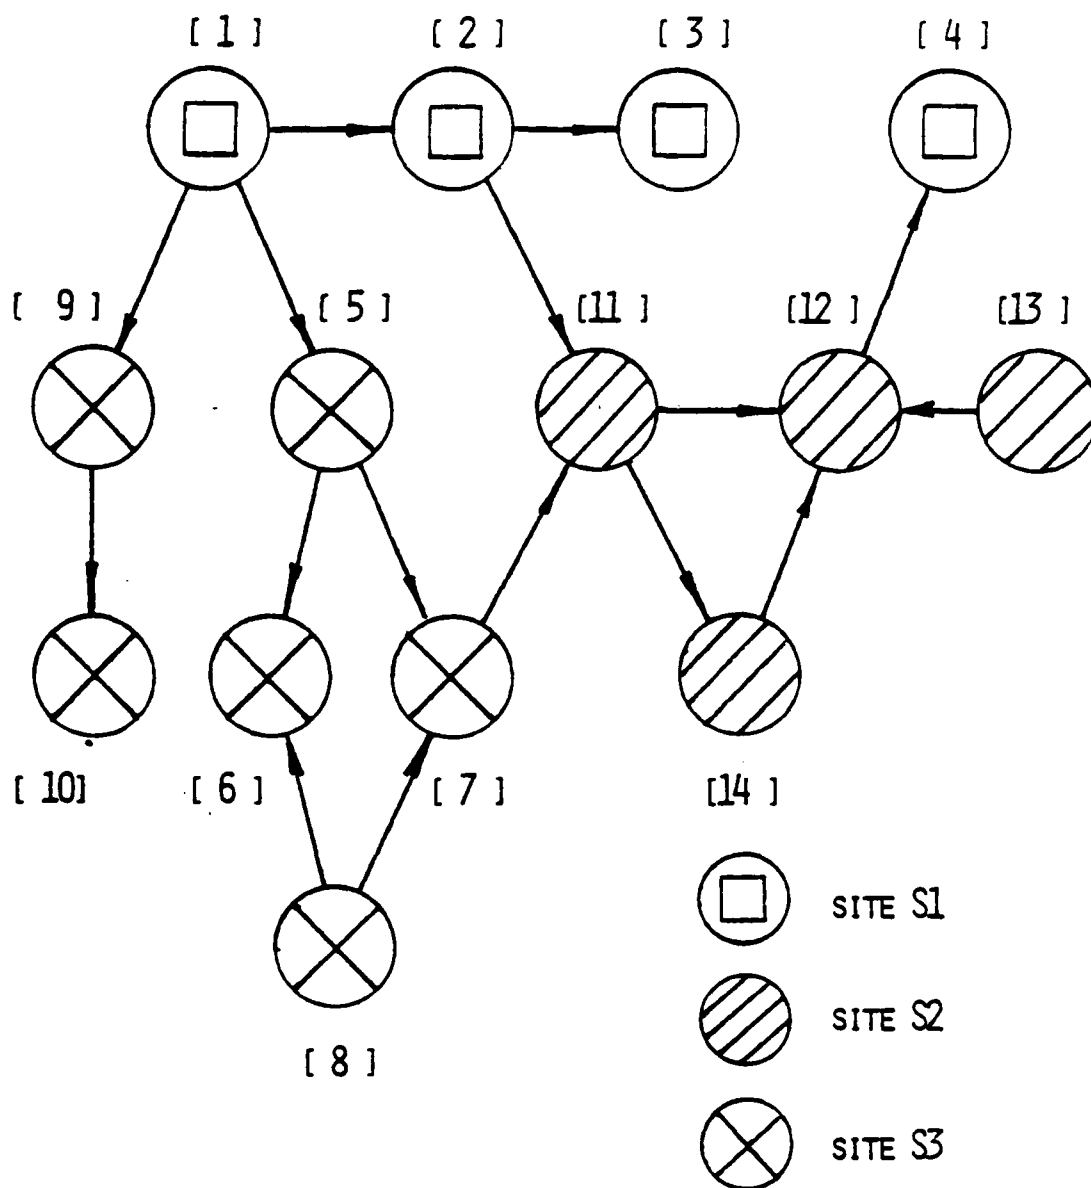 [ 1 ] [ 2 ] [ 3 ] [ 4 ]
[ 9 ] [ 5 ] [11 ] [12 ] [13 ]
[ 10] [ 6 ] [ 7 ] [14 ]
SITE S1
SITE S2
[ 8 ]
SITE S3